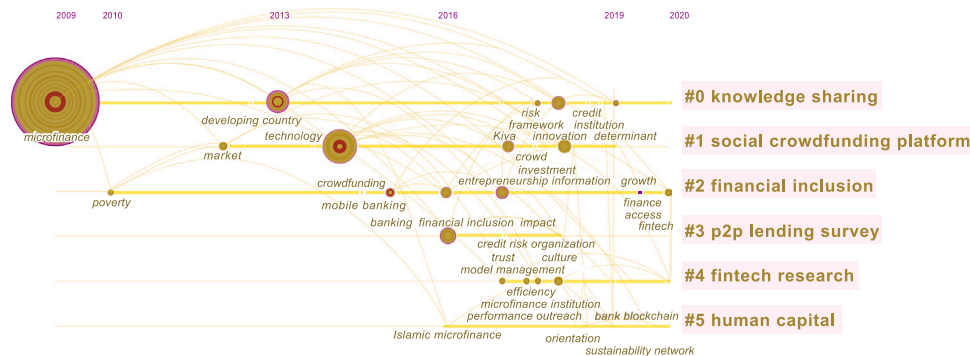 2009 2010 2013 2016 2019 2020
#0 knowledge sharing
microfinance
developing country
risk
credit
framework
institution
technology
Kiva
innovation
determinant
#1 social crowdfunding platform
market
crowd
investment
crowdfunding
entrepreneurship
information
growth
#2 financial inclusion
poverty
mobile banking
finance
access
fintech
banking
financial inclusion
impact
#3 p2p lending survey
credit risk
organization
trust
culture
model
management
#4 fintech research
efficiency
microfinance institution
performance
outreach
bank
blockchain
#5 human capital
Islamic microfinance
orientation
sustainability
network